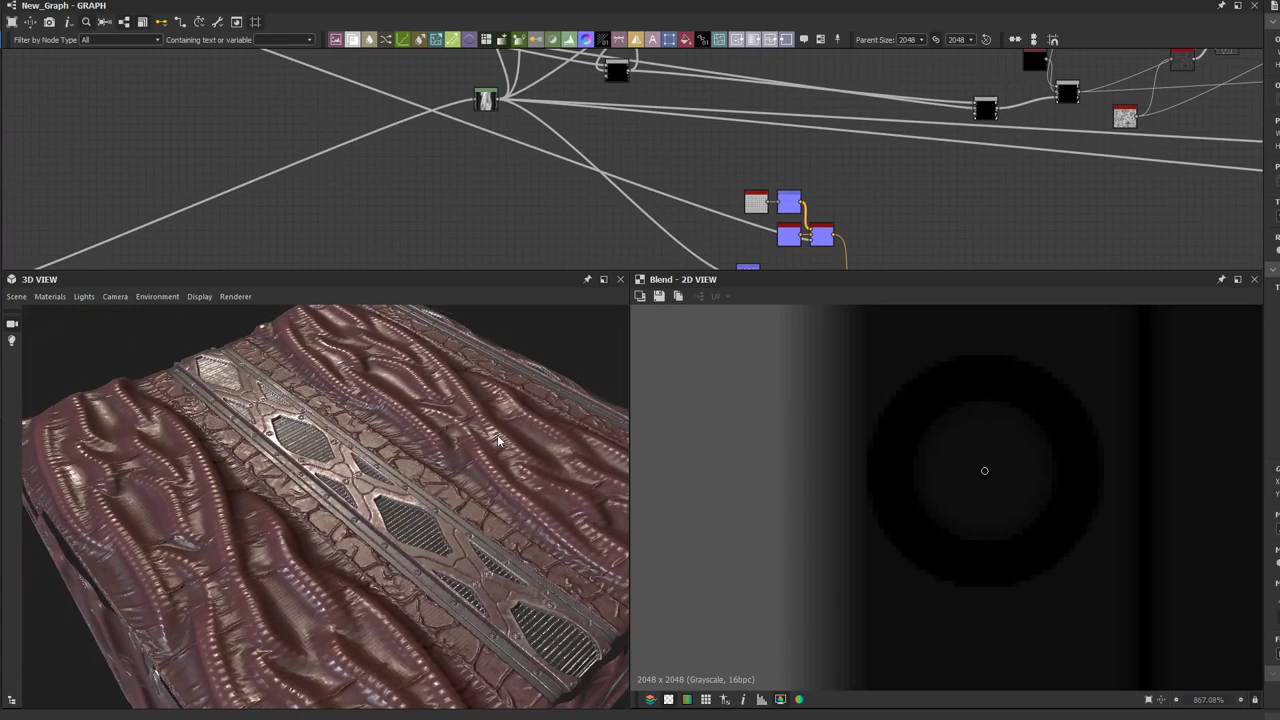 New_Graph - GRAPH
Filter by Node Type All Containing text or variable Parent Size: 2048 2048
3D VIEW
Scene Materials Lights Camera Environment Display Renderer
Blend - 2D VIEW
UV
2048 x 2048 (Grayscale, 16bpc)
867.08%